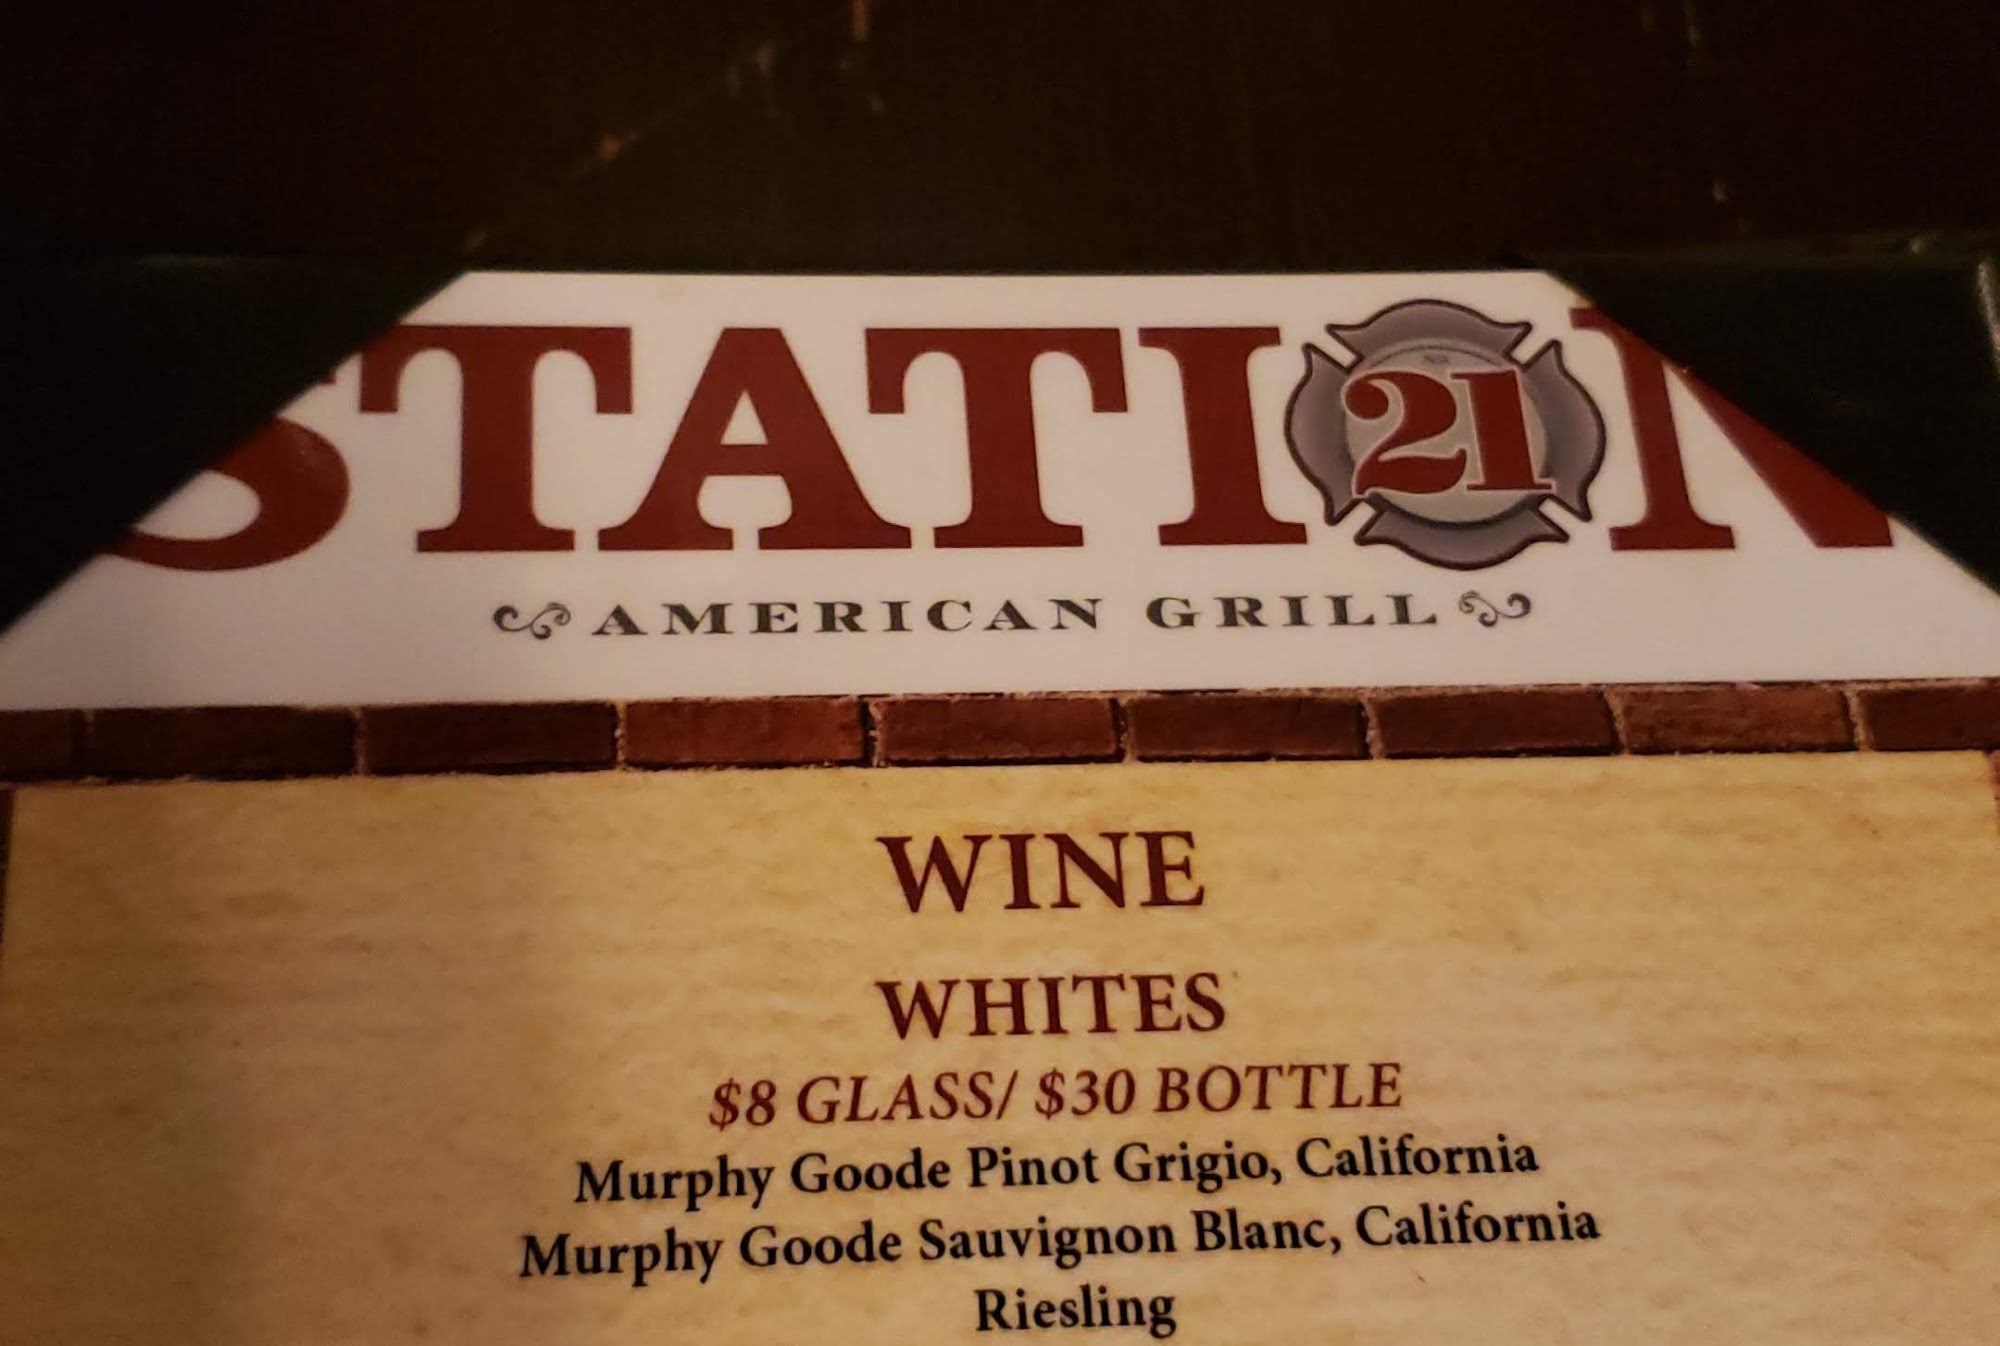 STATION
21
AMERICAN GRILL
WINE
WHITES
$8 GLASS/ $30 BOTTLE
Murphy Goode Pinot Grigio, California
Murphy Goode Sauvignon Blanc, California
Riesling